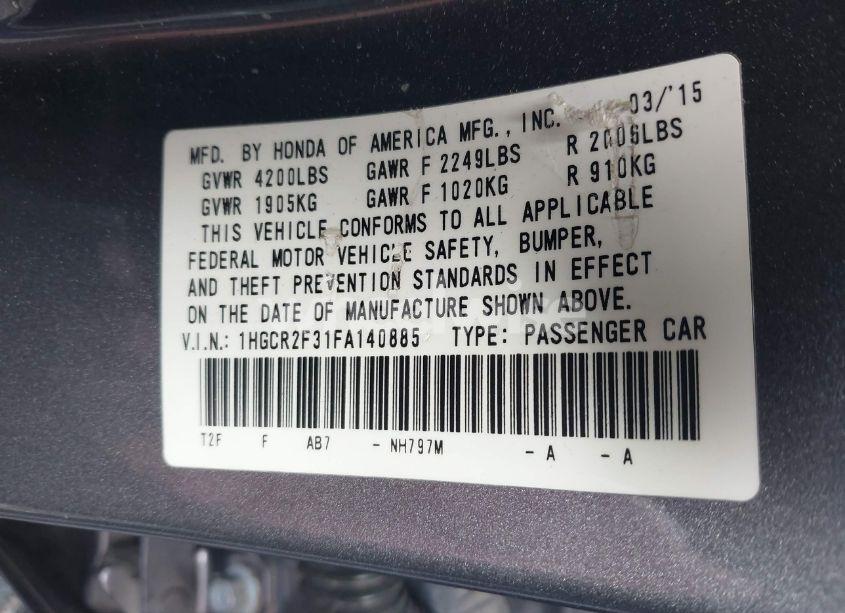 MFD. BY HONDA OF AMERICA MFG., INC. 03/'15
GVWR 4200LBS GAWR F 2249LBS R 2006LBS
GVWR 1905KG GAWR F 1020KG R 910KG
THIS VEHICLE CONFORMS TO ALL APPLICABLE
FEDERAL MOTOR VEHICLE SAFETY, BUMPER,
AND THEFT PREVENTION STANDARDS IN EFFECT
ON THE DATE OF MANUFACTURE SHOWN ABOVE.
V.I.N.: 1HGCR2F31FA140885 TYPE: PASSENGER CAR
T2F F AB7 - NH797M - A - A